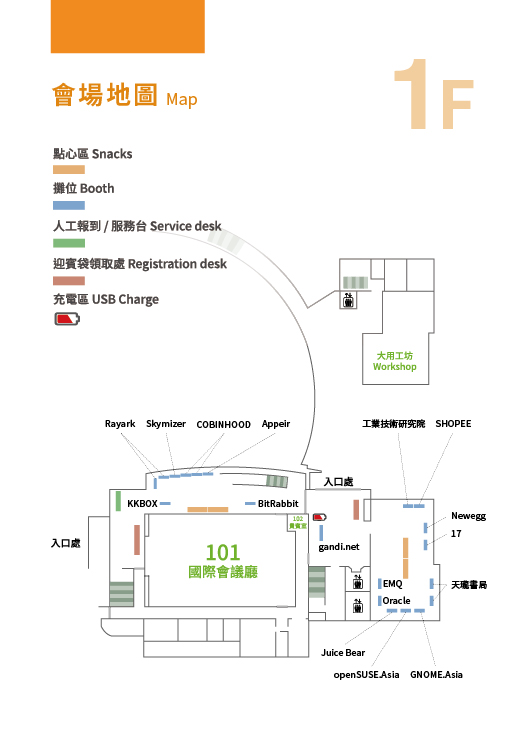 1F
會場地圖 Map
點心區 Snacks
攤位 Booth
人工報到 / 服務台 Service desk
迎賓袋領取處 Registration desk
充電區 USB Charge
大用工坊
Workshop
Rayark
Skymizer
COBINHOOD
Appeir
工業技術研究院
SHOPEE
入口處
KKBOX
BitRabbit
102
貴賓室
Newegg
17
入口處
101
國際會議廳
gandi.net
EMQ
天瓏書局
Oracle
Juice Bear
openSUSE.Asia
GNOME.Asia